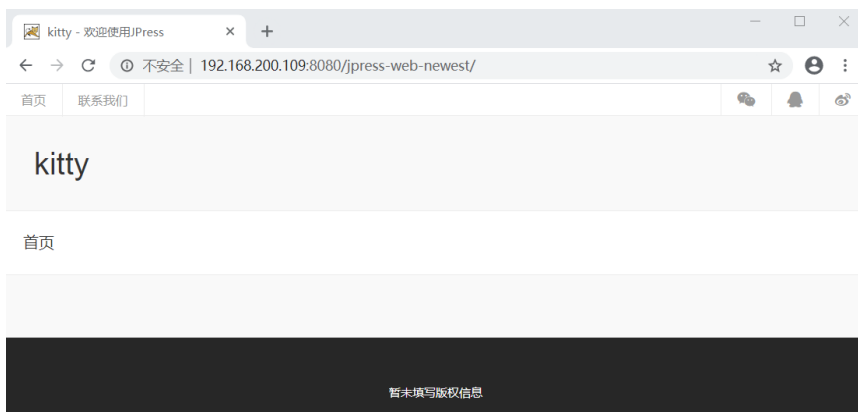 kitty - 欢迎使用JPress
不安全 | 192.168.200.109:8080/jpress-web-newest/
首页 联系我们
kitty
首页
暂未填写版权信息